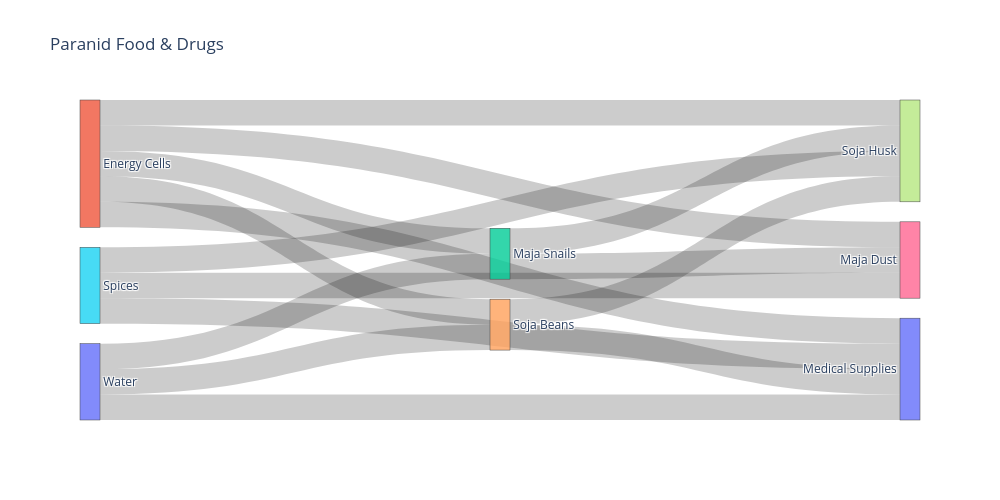 Paranid Food & Drugs
Energy Cells
Spices
Water
Maja Snails
Soja Beans
Soja Husk
Maja Dust
Medical Supplies